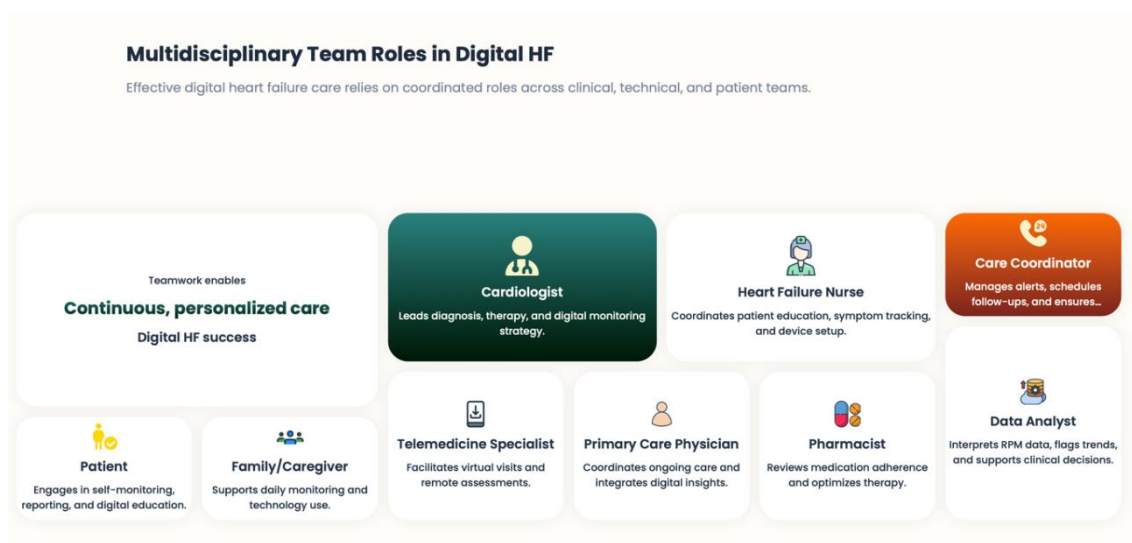 Multidisciplinary Team Roles in Digital HF
Effective digital heart failure care relies on coordinated roles across clinical, technical, and patient teams.
Teamwork enables
Continuous, personalized care
Digital HF success
Cardiologist
Leads diagnosis, therapy, and digital monitoring
strategy.
Heart Failure Nurse
Coordinates patient education, symptom tracking,
and device setup.
24
Care Coordinator
Manages alerts, schedules
follow-ups, and ensures...
Patient
Engages in self-monitoring,
reporting, and digital education.
Family/Caregiver
Supports daily monitoring and
technology use.
Telemedicine Specialist
Facilitates virtual visits and
remote assessments.
Primary Care Physician
Coordinates ongoing care and
integrates digital insights.
Pharmacist
Reviews medication adherence
and optimizes therapy.
Data Analyst
Interprets RPM data, flags trends,
and supports clinical decisions.